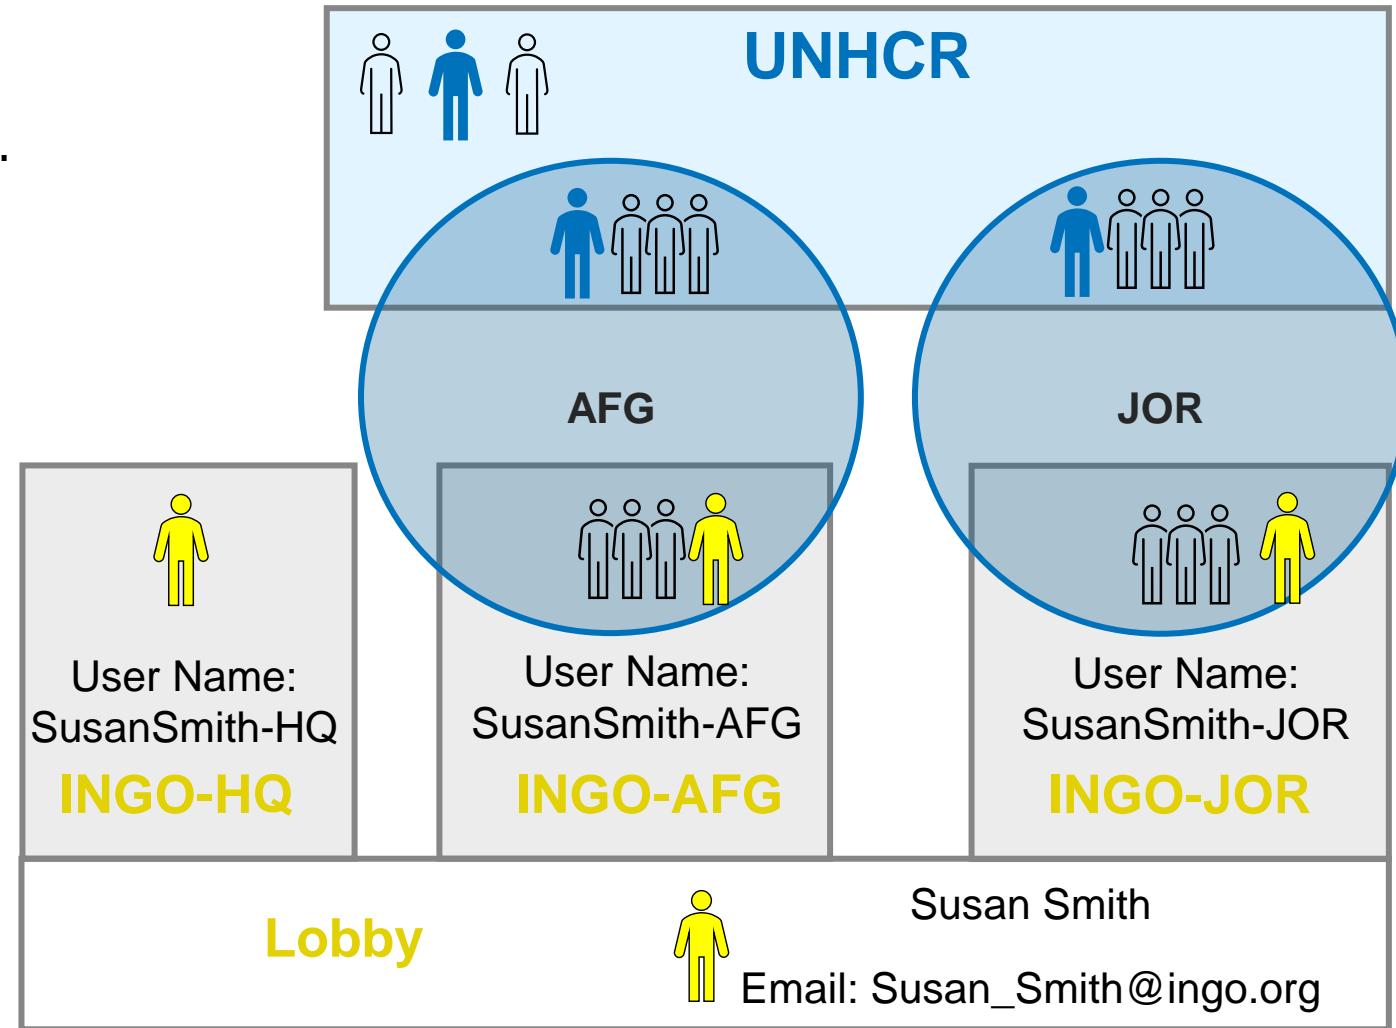 UNHCR
.
AFG
JOR
User Name:
SusanSmith-HQ
INGO-HQ
User Name:
SusanSmith-AFG
INGO-AFG
User Name:
SusanSmith-JOR
INGO-JOR
Lobby
Susan Smith
Email: Susan_Smith@ingo.org